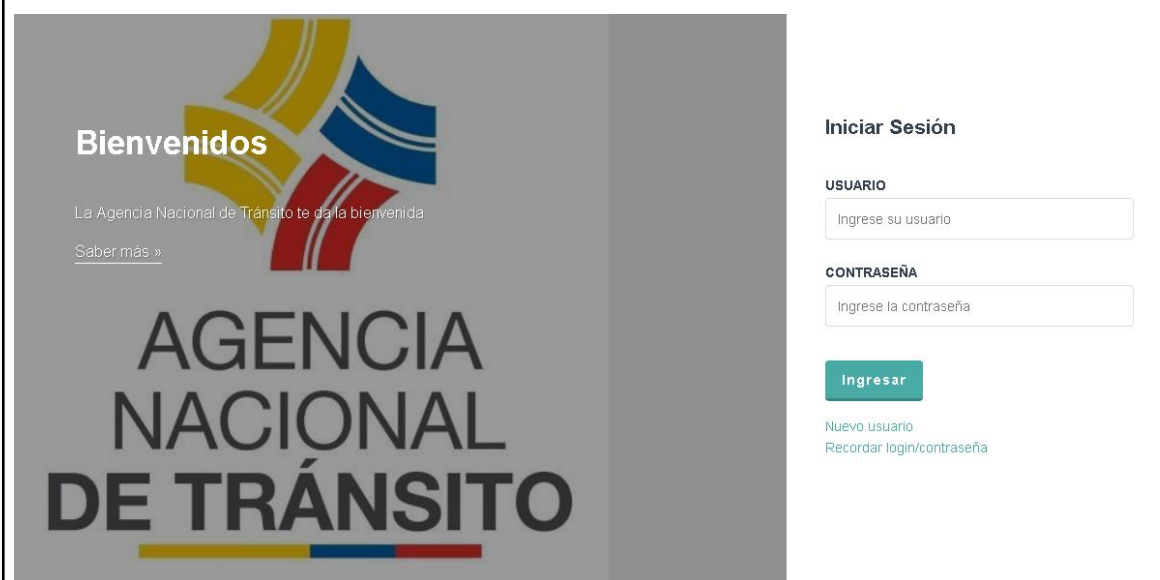 Bienvenidos
La Agencia Nacional de Tránsito te da la bienvenida
Saber más »
AGENCIA
NACIONAL
DE TRÁNSITO
Iniciar Sesión
USUARIO
Ingrese su usuario
CONTRASEÑA
Ingrese la contraseña
Ingresar
Nuevo usuario
Recordar login/contraseña